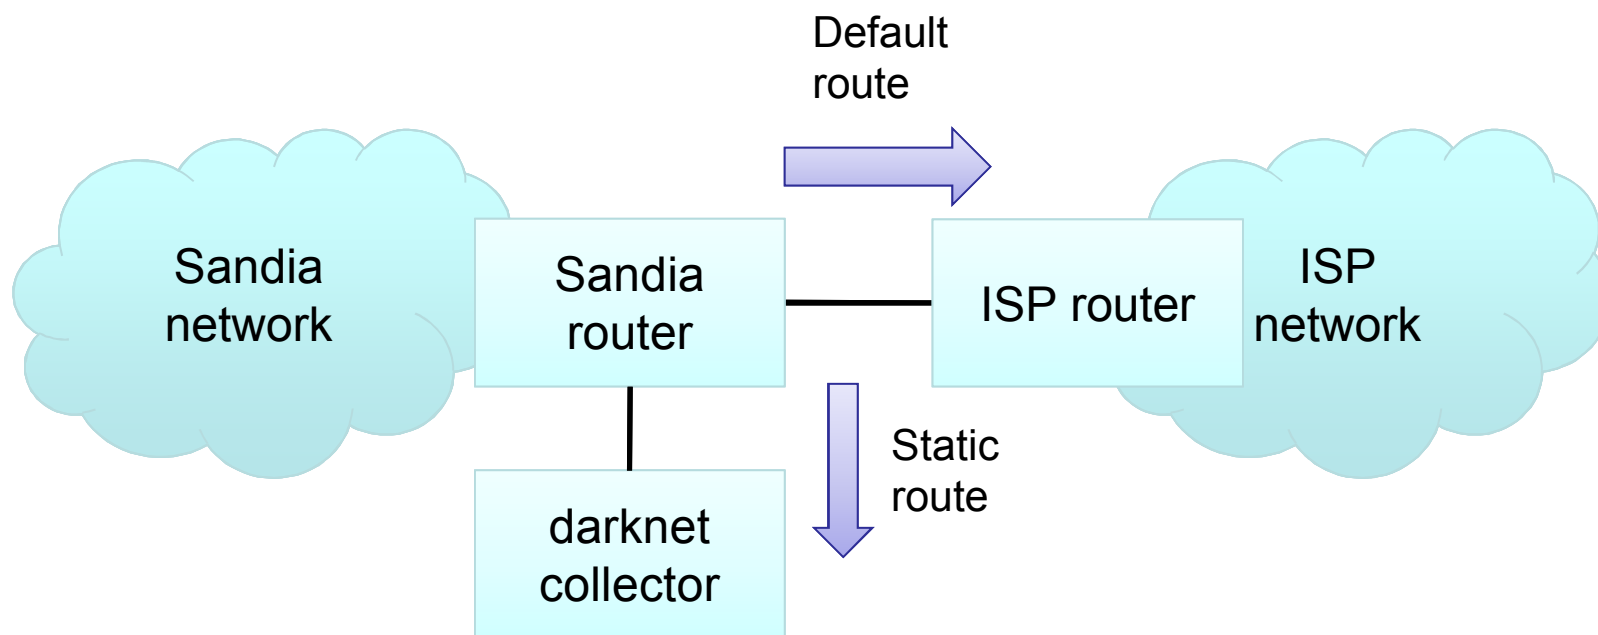 Default
route
Sandia
network
Sandia
router
ISP router
ISP
network
Static
route
darknet
collector